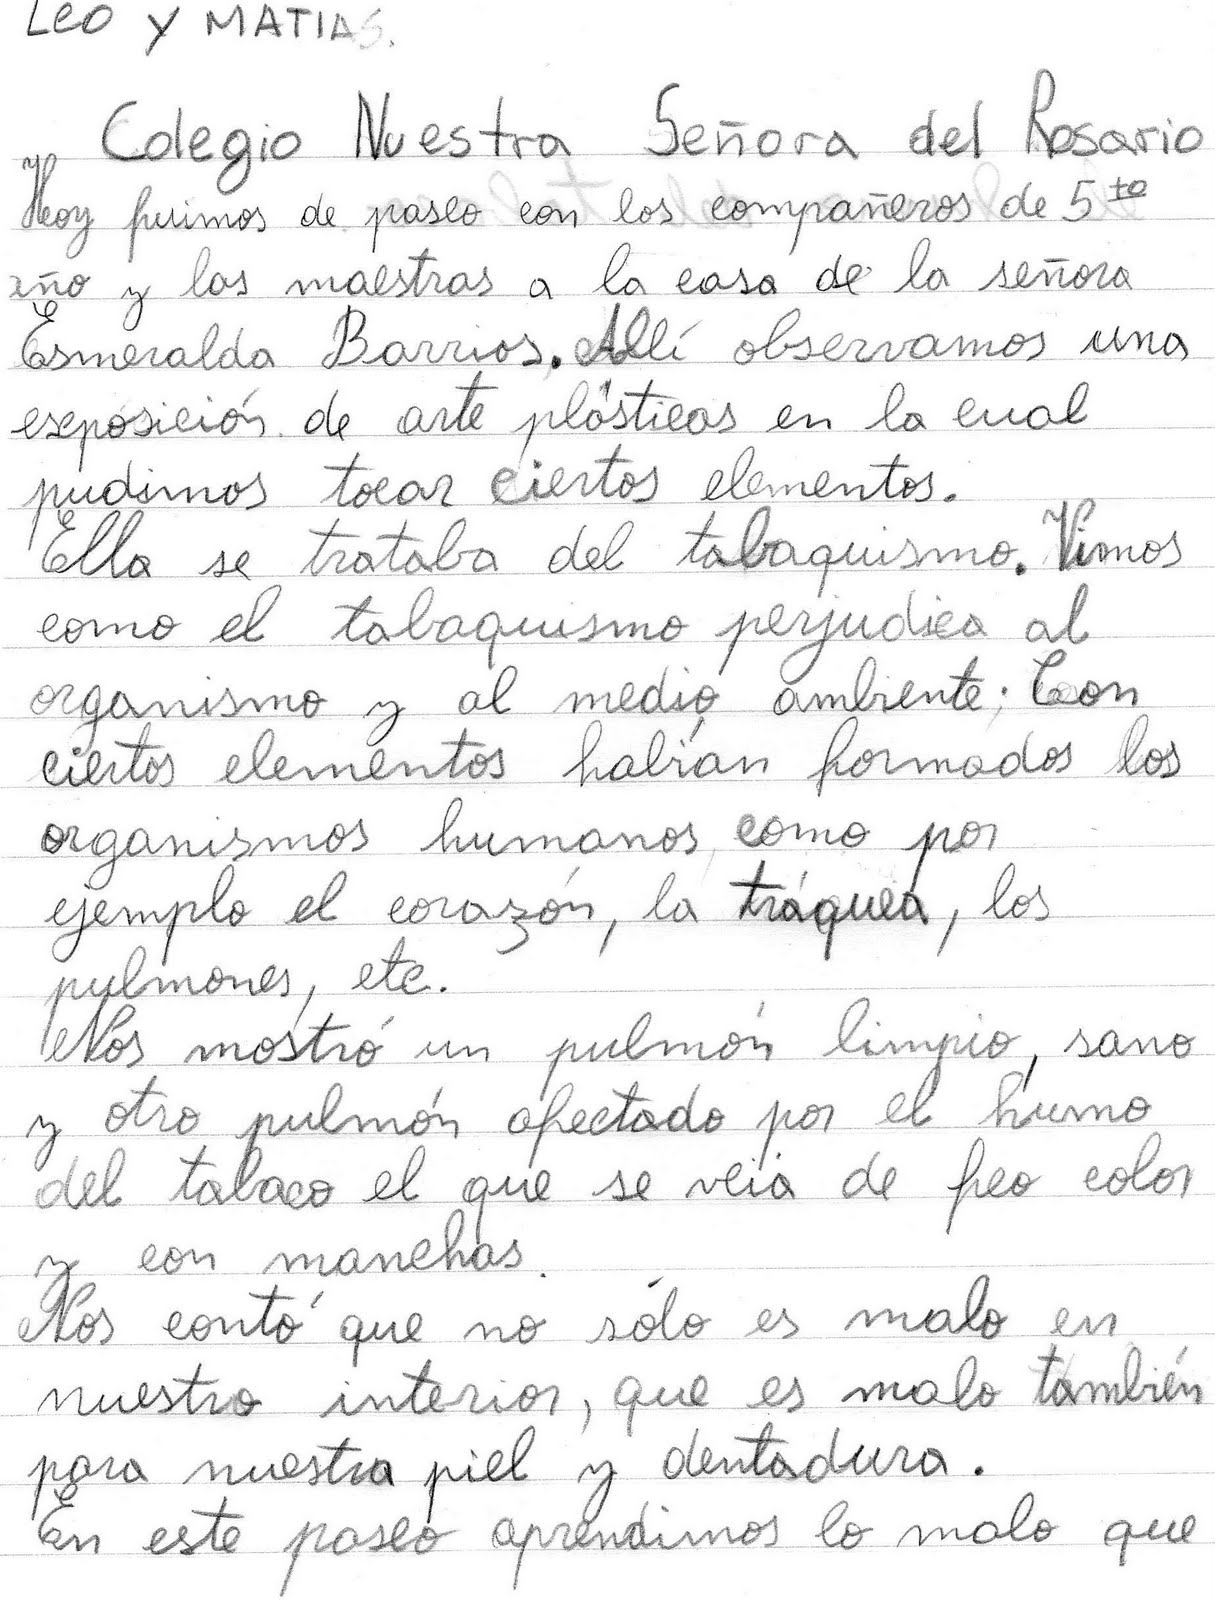 LEO Y MATIAS.
Colegio Nuestra Señora del Rosario
Hoy fuimos de paseo con los compañeros de 5to
año y las maestras a la casa de la señora
Esmeralda Barrios. Allí observamos una
exposición de arte plásticas en la cual
pudimos tocar ciertos elementos.
Ella se trataba del tabaquismo. Vimos
como el tabaquismo perjudica al
organismo y al medio ambiente; Con
ciertos elementos habían formados los
organismos humanos, como por
ejemplo el corazón, la tráquea, los
pulmones, etc.
Nos mostró un pulmón limpio, sano
y otro pulmón afectado por el humo
del tabaco el que se veia de feo color
y con manchas.
Nos contó que no sólo es malo en
nuestro interior, que es malo también
para nuestra piel y dentadura.
En este paseo aprendimos lo malo que